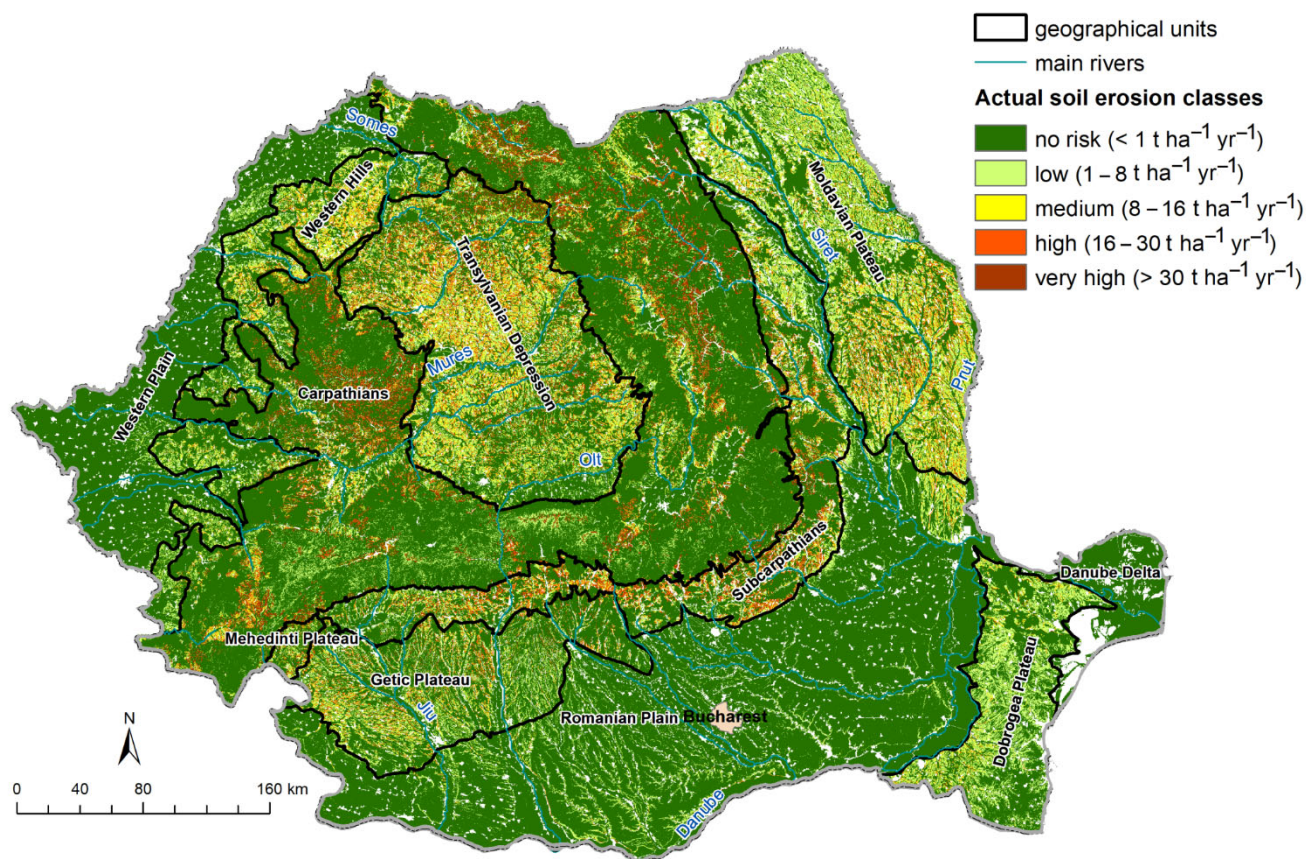 geographical units
main rivers
Actual soil erosion classes
no risk (< 1 t ha⁻¹ yr⁻¹)
low (1 – 8 t ha⁻¹ yr⁻¹)
medium (8 – 16 t ha⁻¹ yr⁻¹)
high (16 – 30 t ha⁻¹ yr⁻¹)
very high (> 30 t ha⁻¹ yr⁻¹)
Somes
Western Hills
Moldavian Plateau
Siret
Transylvanian Depression
Prut
Mures
Western Plain
Carpathians
Olt
Subcarpathians
Danube Delta
Mehedinti Plateau
Getic Plateau
Jiu
Romanian Plain
Bucharest
Dobrogea Plateau
Danube
N
0 40 80 160 km